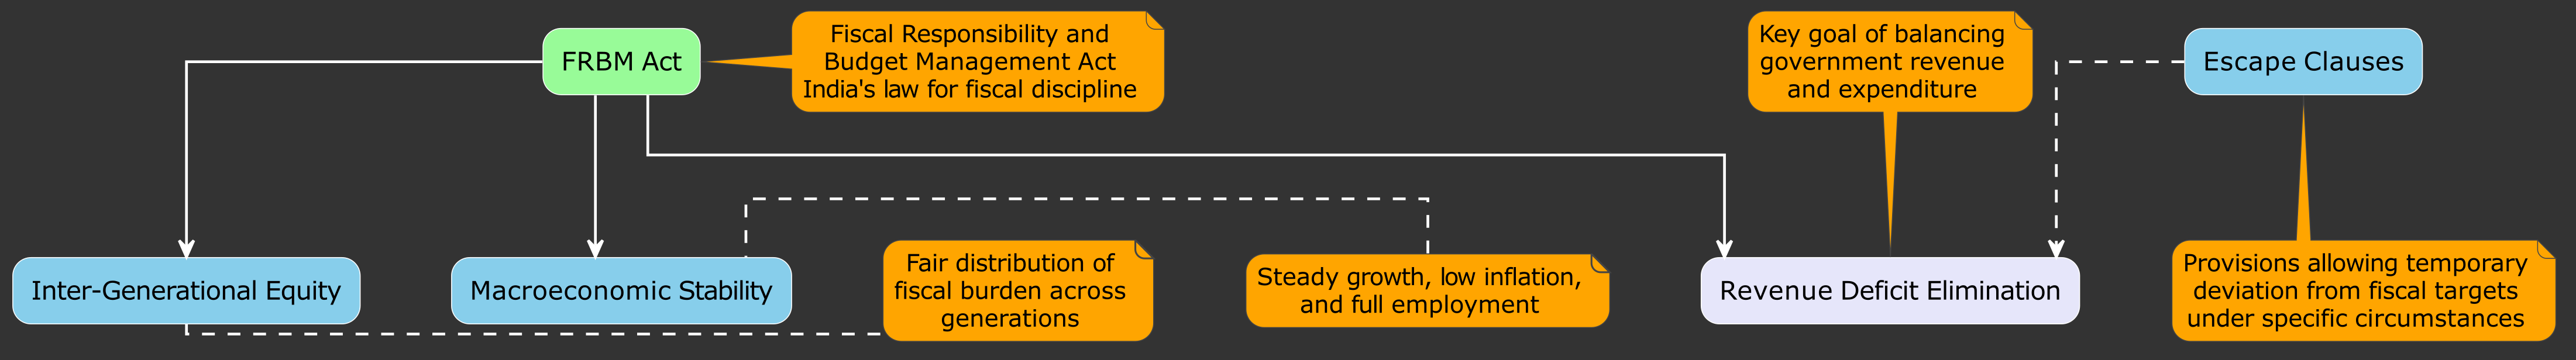 FRBM Act
Fiscal Responsibility and
Budget Management Act
India's law for fiscal discipline
Key goal of balancing
government revenue
and expenditure
Escape Clauses
Inter-Generational Equity
Macroeconomic Stability
Fair distribution of
fiscal burden across
generations
Steady growth, low inflation,
and full employment
Revenue Deficit Elimination
Provisions allowing temporary
deviation from fiscal targets
under specific circumstances